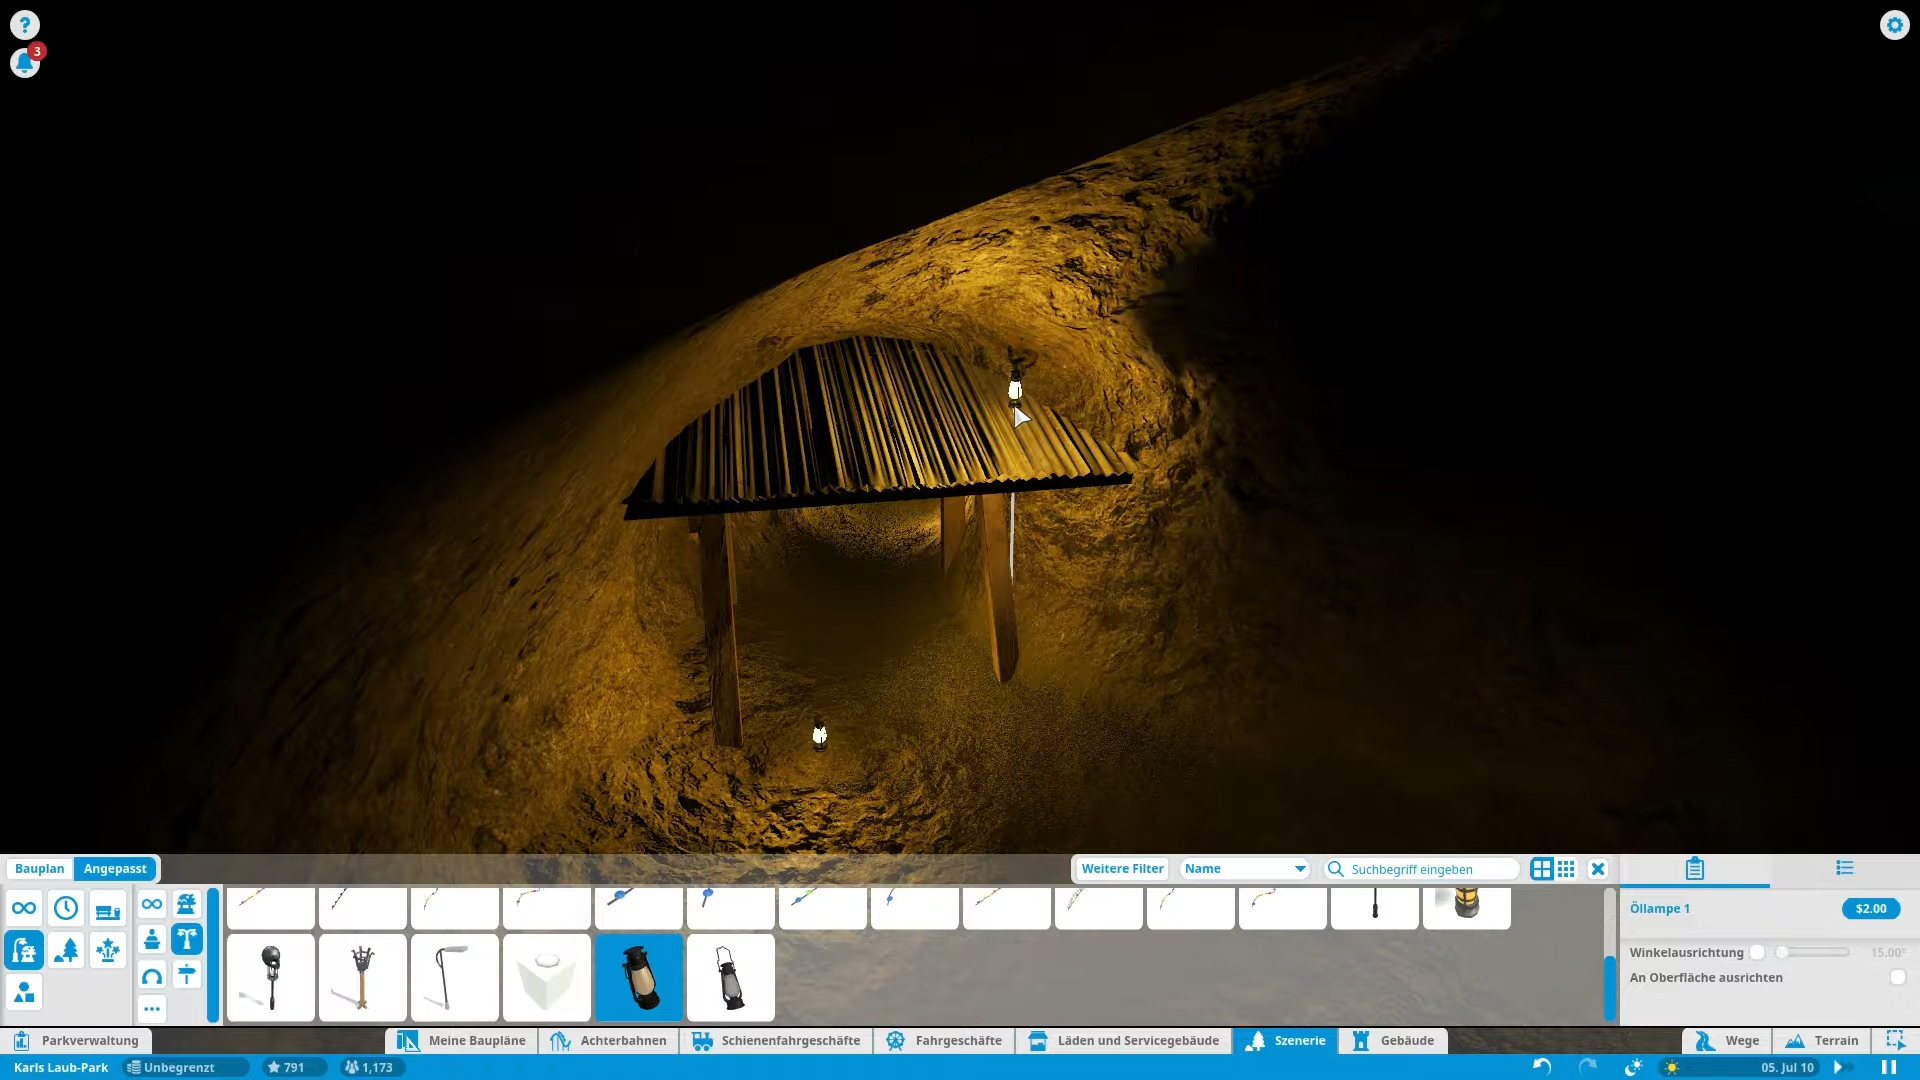 ?
3
Bauplan
Angepasst
Weitere Filter
Name
Suchbegriff eingeben
Öllampe 1
$2.00
Winkelausrichtung
15.00°
An Oberfläche ausrichten
Parkverwaltung
Meine Baupläne
Achterbahnen
Schienenfahrgeschäfte
Fahrgeschäfte
Läden und Servicegebäude
Szenerie
Gebäude
Wege
Terrain
Karls Laub-Park
Unbegrenzt
791
1,173
05. Jul 10